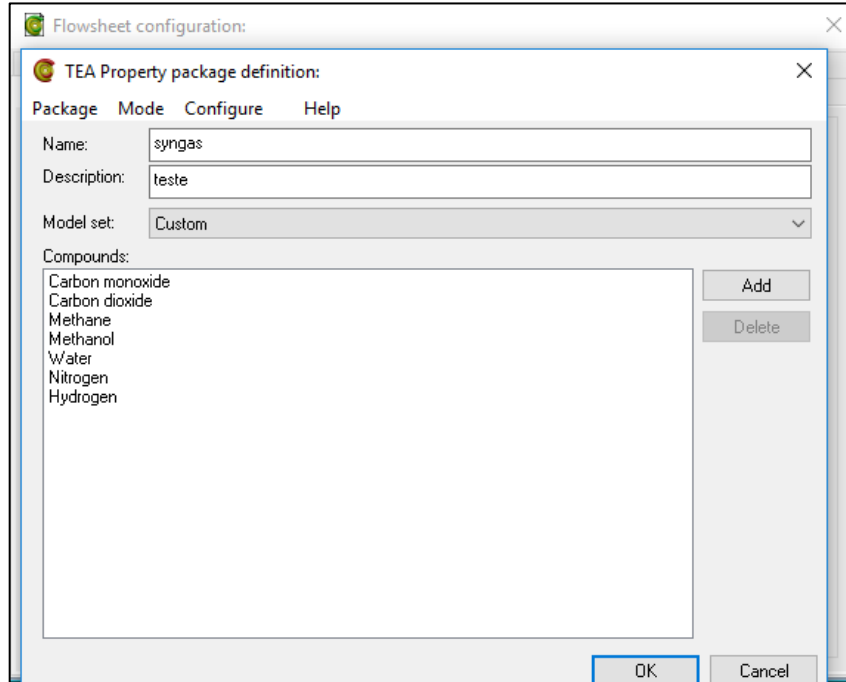 Flowsheet configuration:
TEA Property package definition:
Package Mode Configure Help
Name: syngas
Description: teste
Model set: Custom
Compounds:
Carbon monoxide
Add
Carbon dioxide
Methane
Delete
Methanol
Water
Nitrogen
Hydrogen
OK Cancel